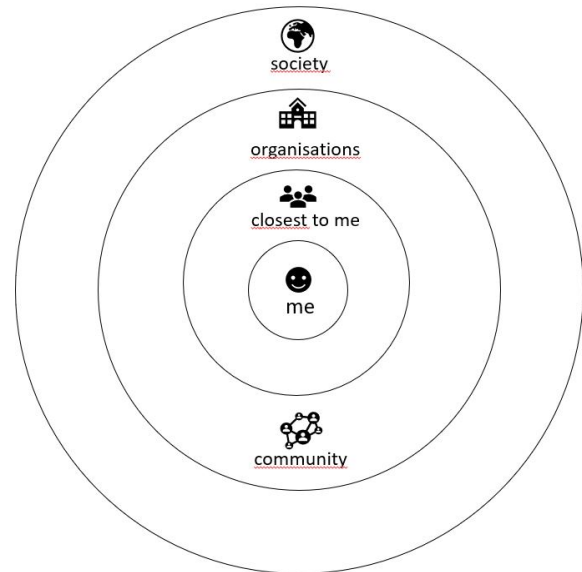 society
organisations
closest to me
me
community